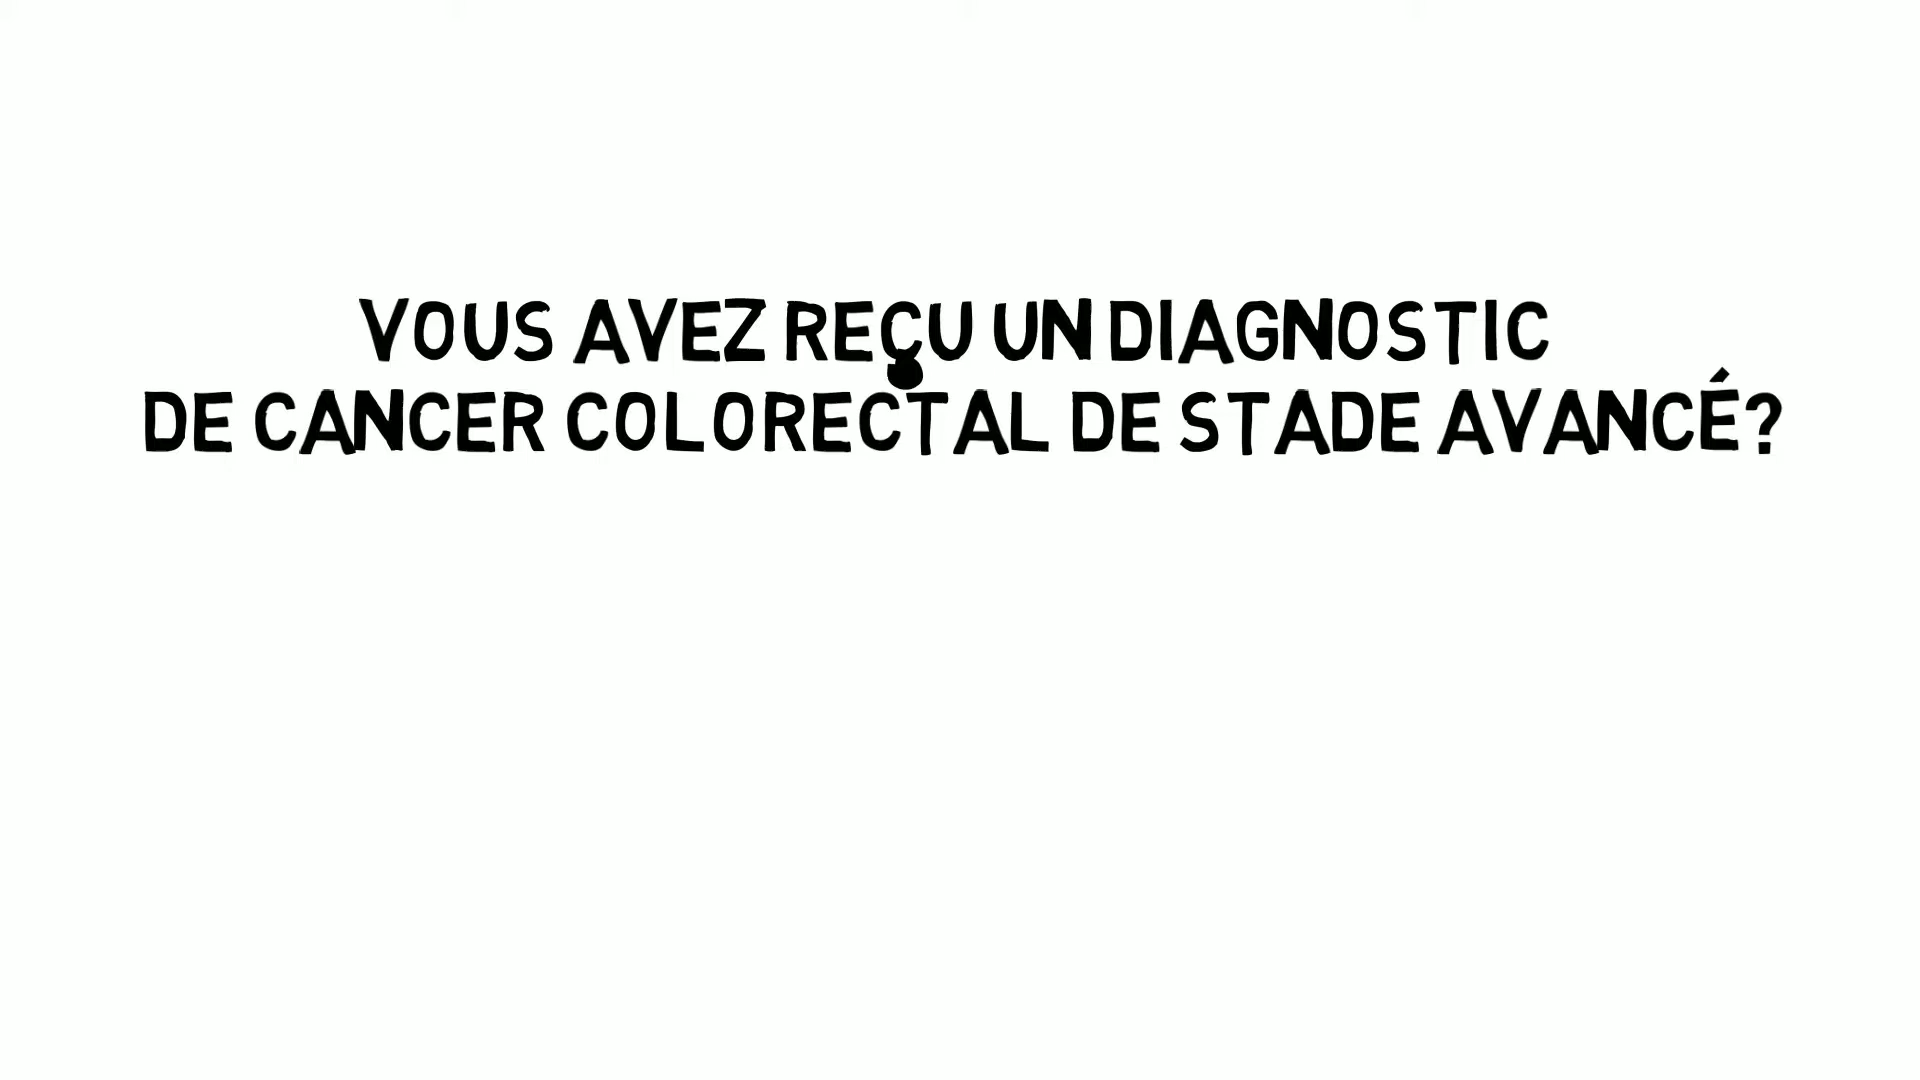 VOUS AVEZ REÇU UN DIAGNOSTIC
DE CANCER COLORECTAL DE STADE AVANCÉ?